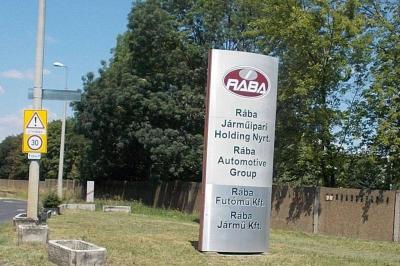 RÁBA
Rába
Járműipari
Holding Nyrt.
Rába
Automotive
Group
Rába
Futómű Kft.
Rába
Jármű Kft.
30